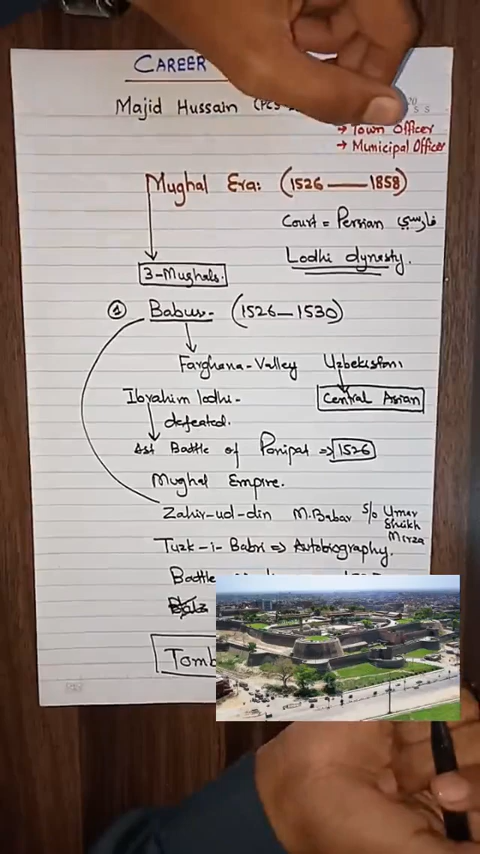 CAREER
Majid Hussain (PCS
→ Town Officer
→ Municipal Officer
Mughal Era: (1526 — 1858)
Court = Persian فارسی
Lodhi dynasty.
3-Mughals.
① Babur- (1526—1530)
Farghana-Valley Uzbekistan
Ibrahim lodhi- Central Asian
defeated.
1st Battle of Panipat ⇒ 1526
Mughal Empire.
Zahir-ud-din M.Babar s/o Umar Sheikh Mirza
Tuzk-i-Babri ⇒ Autobiography.
Battle
Tomb